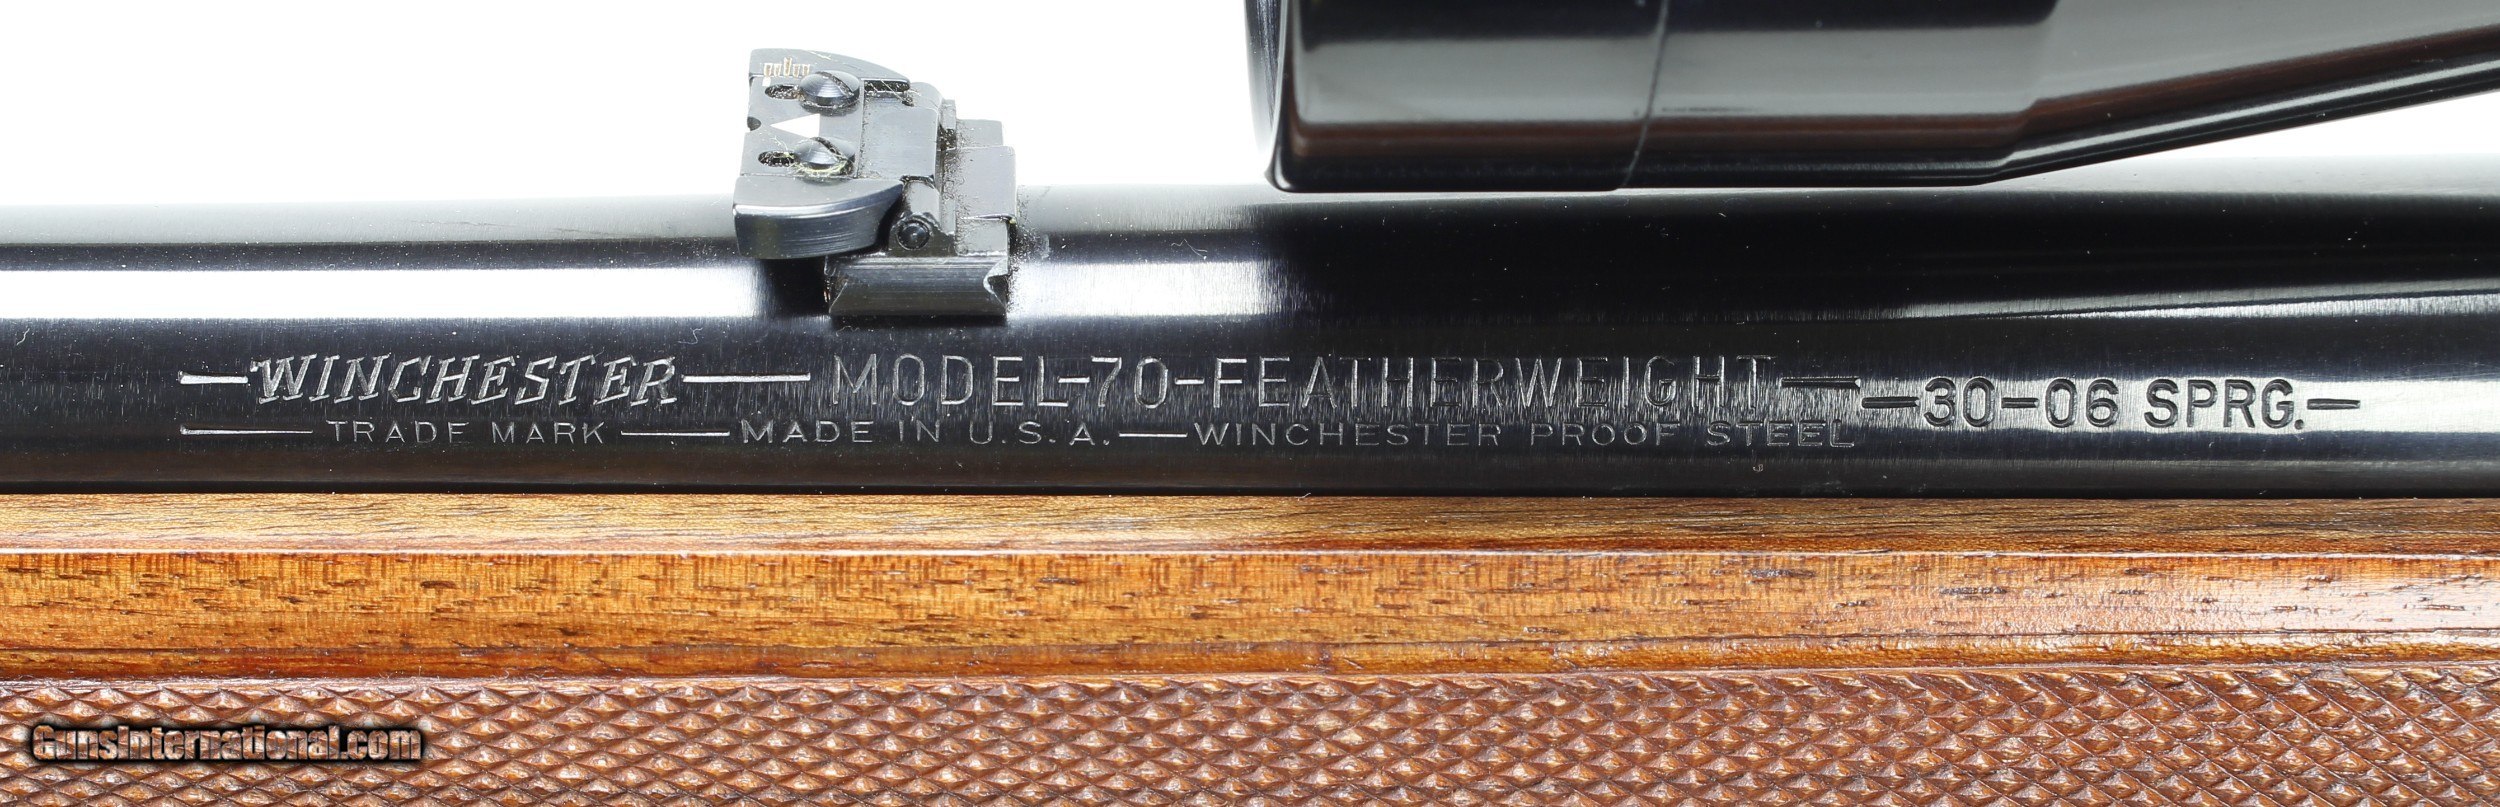 WINCHESTER — MODEL-70-FEATHERWEIGHT — -30-06 SPRG.-
TRADE MARK — MADE IN U.S.A. — WINCHESTER PROOF STEEL
GunsInternational.com